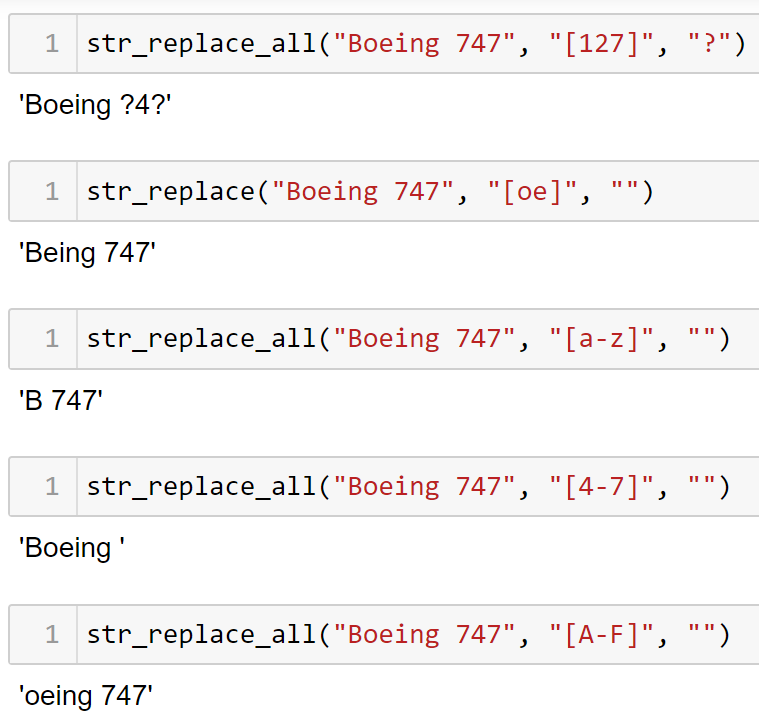 1 str_replace_all("Boeing 747", "[127]", "?")
'Boeing ?4?'
1 str_replace("Boeing 747", "[oe]", "")
'Being 747'
1 str_replace_all("Boeing 747", "[a-z]", "")
'B 747'
1 str_replace_all("Boeing 747", "[4-7]", "")
'Boeing '
1 str_replace_all("Boeing 747", "[A-F]", "")
'oeing 747'